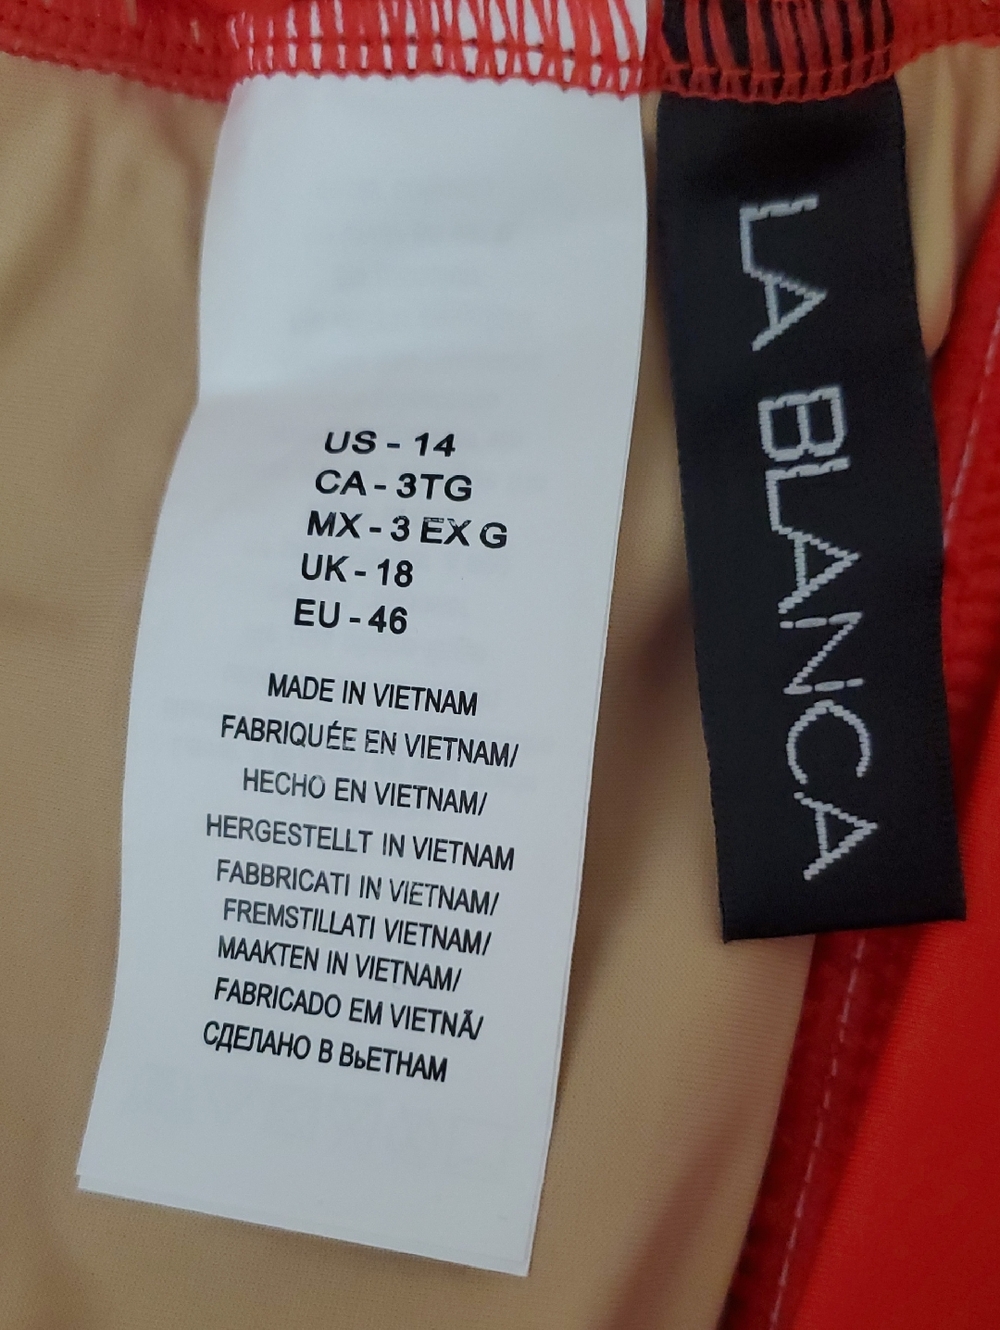 US - 14
CA - 3TG
MX - 3 EX G
UK - 18
EU - 46
MADE IN VIETNAM
FABRIQUÉE EN VIETNAM/
HECHO EN VIETNAM/
HERGESTELLT IN VIETNAM
FABBRICATI IN VIETNAM/
FREMSTILLATI VIETNAM/
MAAKTEN IN VIETNAM/
FABRICADO EM VIETNÃ/
СДЕЛАНО В ВьЕТНАМ
LA BLANCA